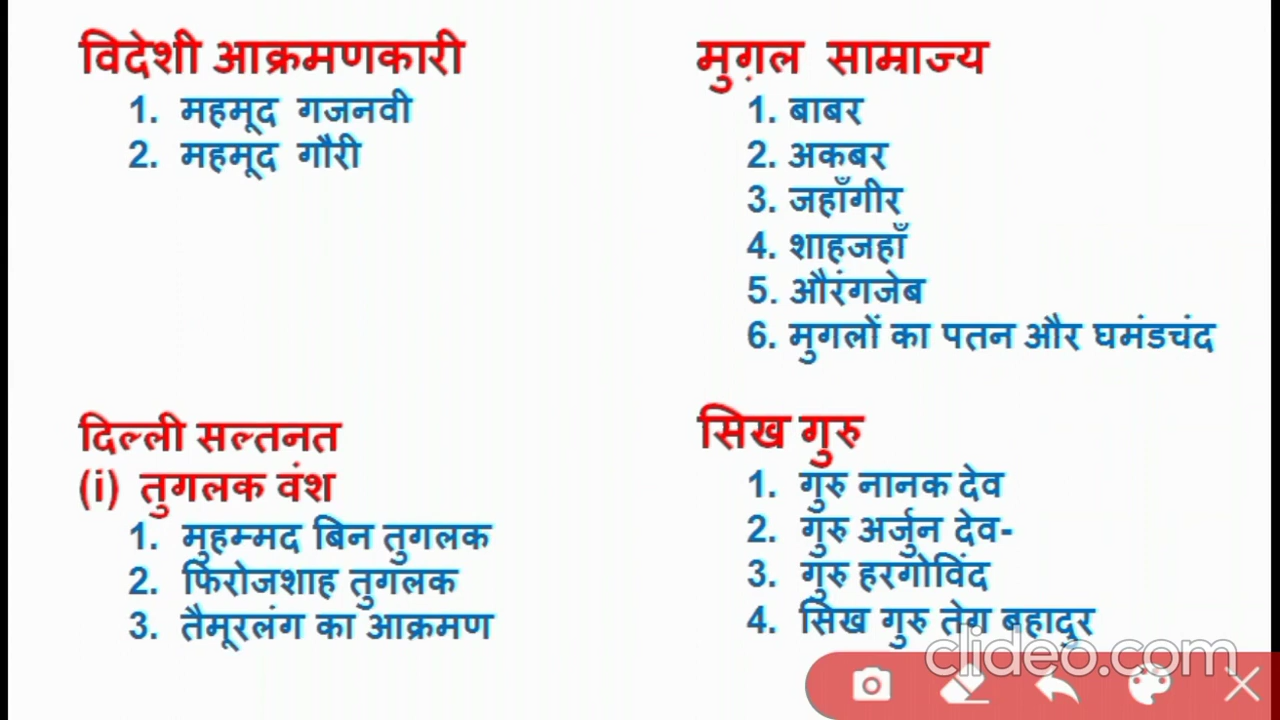 विदेशी आक्रमणकारी
1. महमूद गजनवी
2. महमूद गौरी
दिल्ली सल्तनत
(i) तुगलक वंश
1. मुहम्मद बिन तुगलक
2. फिरोजशाह तुगलक
3. तैमूरलंग का आक्रमण
मुग़ल साम्राज्य
1. बाबर
2. अकबर
3. जहाँगीर
4. शाहजहाँ
5. औरंगजेब
6. मुगलों का पतन और घमंडचंद
सिख गुरु
1. गुरु नानक देव
2. गुरु अर्जुन देव-
3. गुरु हरगोविंद
4. सिख गुरु तेग बहादुर
clideo.com